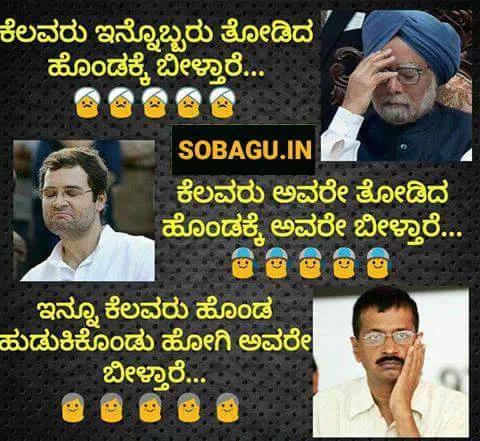 ಕೆಲವರು ಇನ್ನೊಬ್ಬರು ತೋಡಿದ
ಹೊಂಡಕ್ಕೆ ಬೀಳ್ತಾರೆ...
SOBAGU.IN
ಕೆಲವರು ಅವರೇ ತೋಡಿದ
ಹೊಂಡಕ್ಕೆ ಅವರೇ ಬೀಳ್ತಾರೆ...
ಇನ್ನೂ ಕೆಲವರು ಹೊಂಡ
ಹುಡುಕಿಕೊಂಡು ಹೋಗಿ ಅವರೇ
ಬೀಳ್ತಾರೆ...